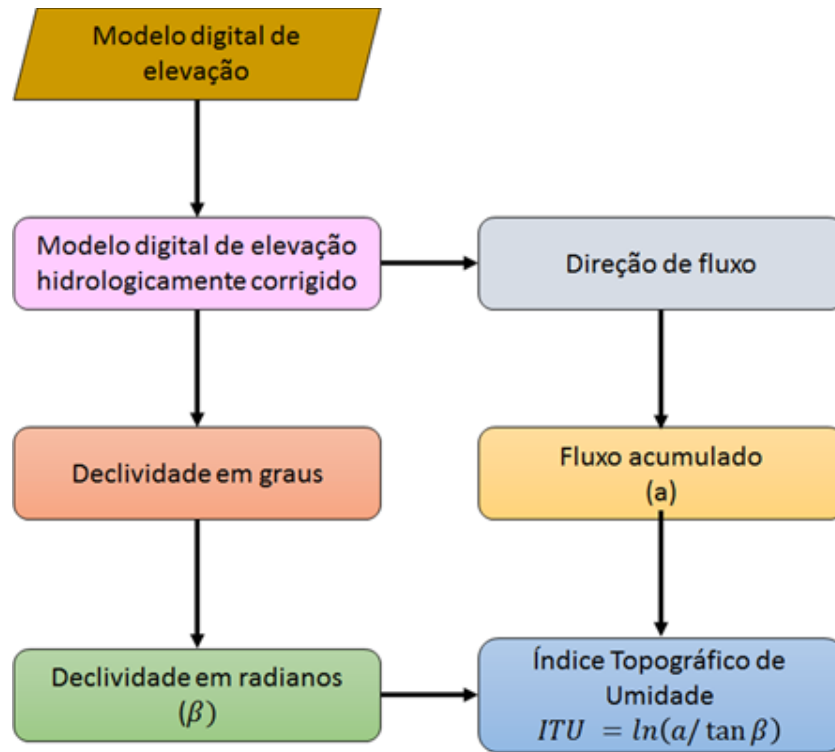 Modelo digital de
elevação
Modelo digital de elevação
hidrologicamente corrigido
Direção de fluxo
Declividade em graus
Fluxo acumulado
(a)
Declividade em radianos
(β)
Índice Topográfico de
Umidade
ITU = ln(a/ tan β)